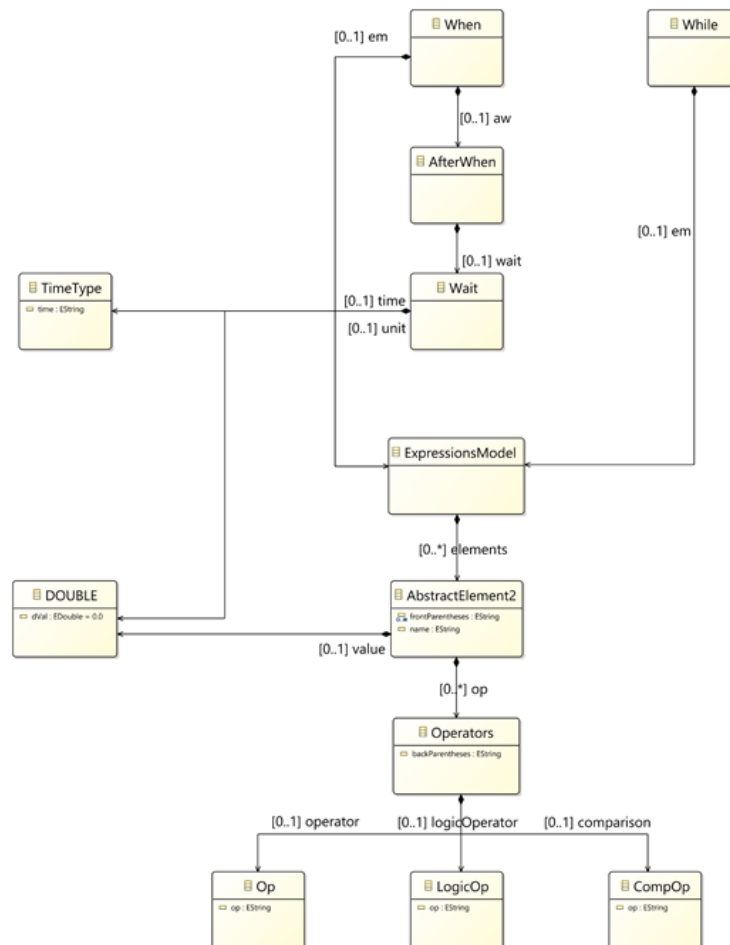 When
While
[0..1] em
[0..1] aw
AfterWhen
[0..1] em
[0..1] wait
TimeType
time : EString
[0..1] time
[0..1] unit
Wait
ExpressionsModel
[0..*] elements
DOUBLE
dVal : EDouble = 0.0
AbstractElement2
frontParentheses : EString
name : EString
[0..1] value
[0..*] op
Operators
backParentheses : EString
[0..1] operator
[0..1] logicOperator
[0..1] comparison
Op
op : EString
LogicOp
op : EString
CompOp
op : EString